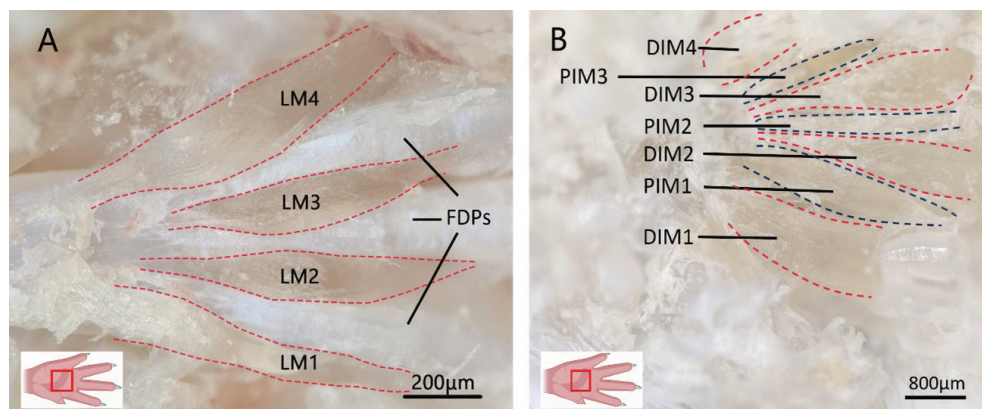 A
LM4
LM3
FDPs
LM2
LM1
200μm
B
DIM4
PIM3
DIM3
PIM2
DIM2
PIM1
DIM1
800μm